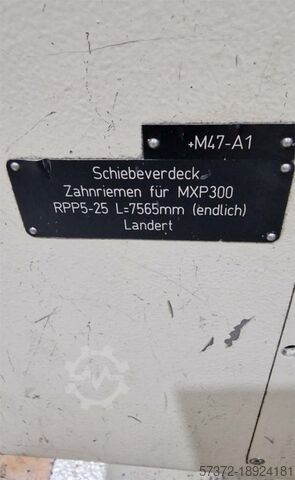 +M47-A1
Schiebeverdeck
Zahnriemen für MXP300
RPP5-25 L=7565mm (endlich)
Landert
57372-18924181